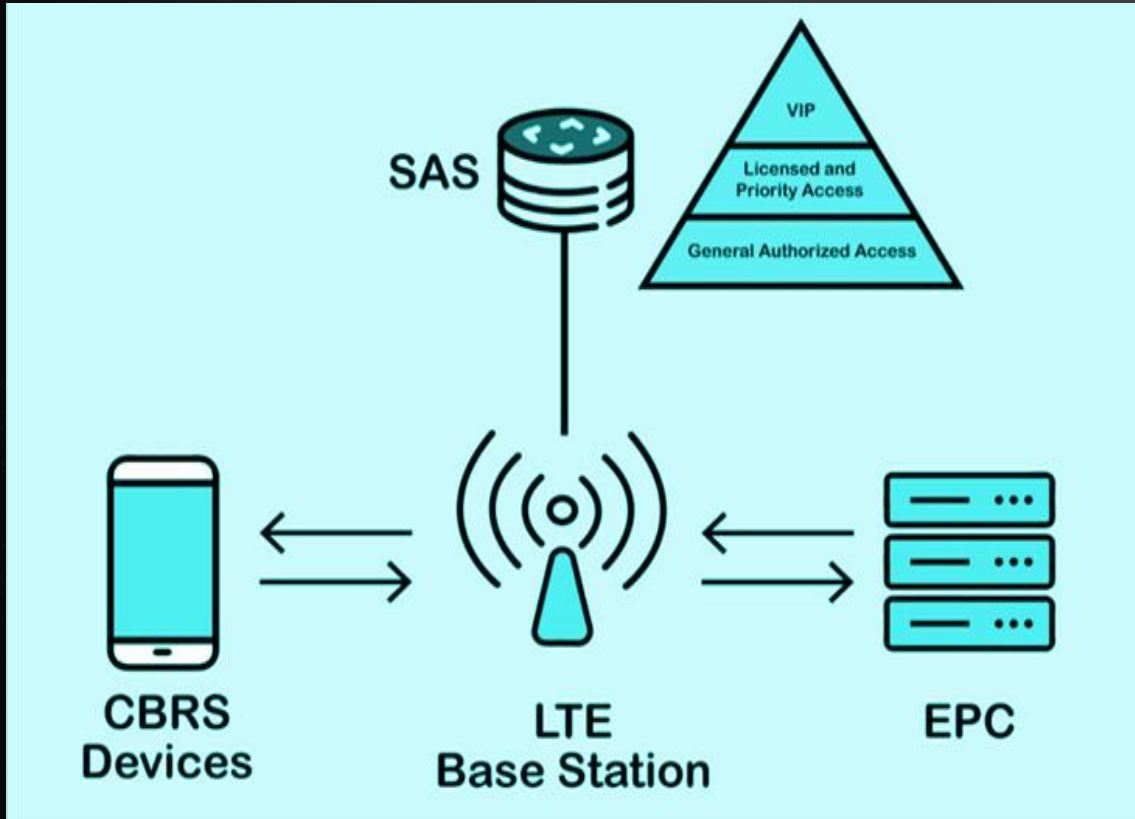 VIP
SAS
Licensed and
Priority Access
General Authorized Access
CBRS
Devices
LTE
Base Station
EPC